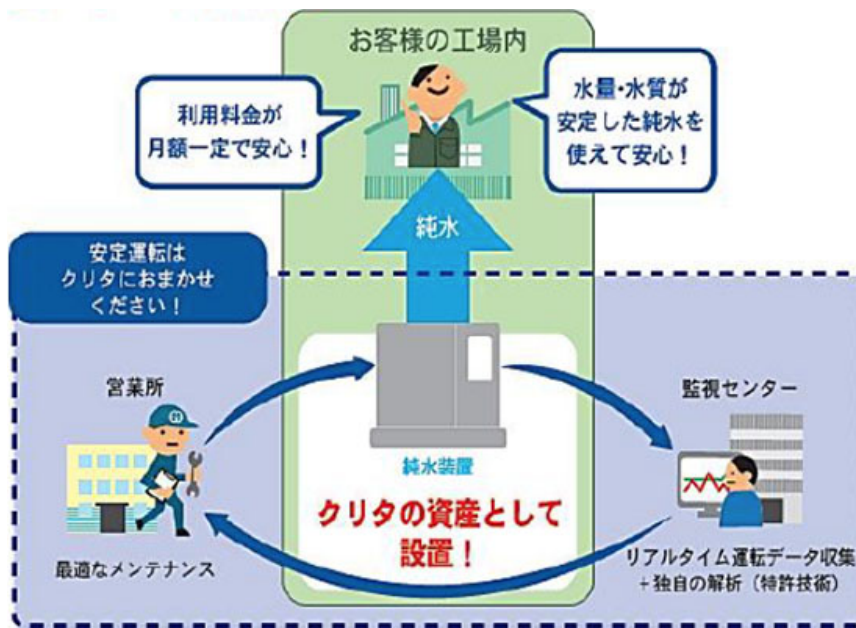 お客様の工場内
利用料金が
月額一定で安心！
水量・水質が
安定した純水を
使えて安心！
純水
安定運転は
クリタにおまかせ
ください！
営業所
監視センター
純水装置
クリタの資産として
設置！
最適なメンテナンス
リアルタイム運転データ収集
＋独自の解析（特許技術）